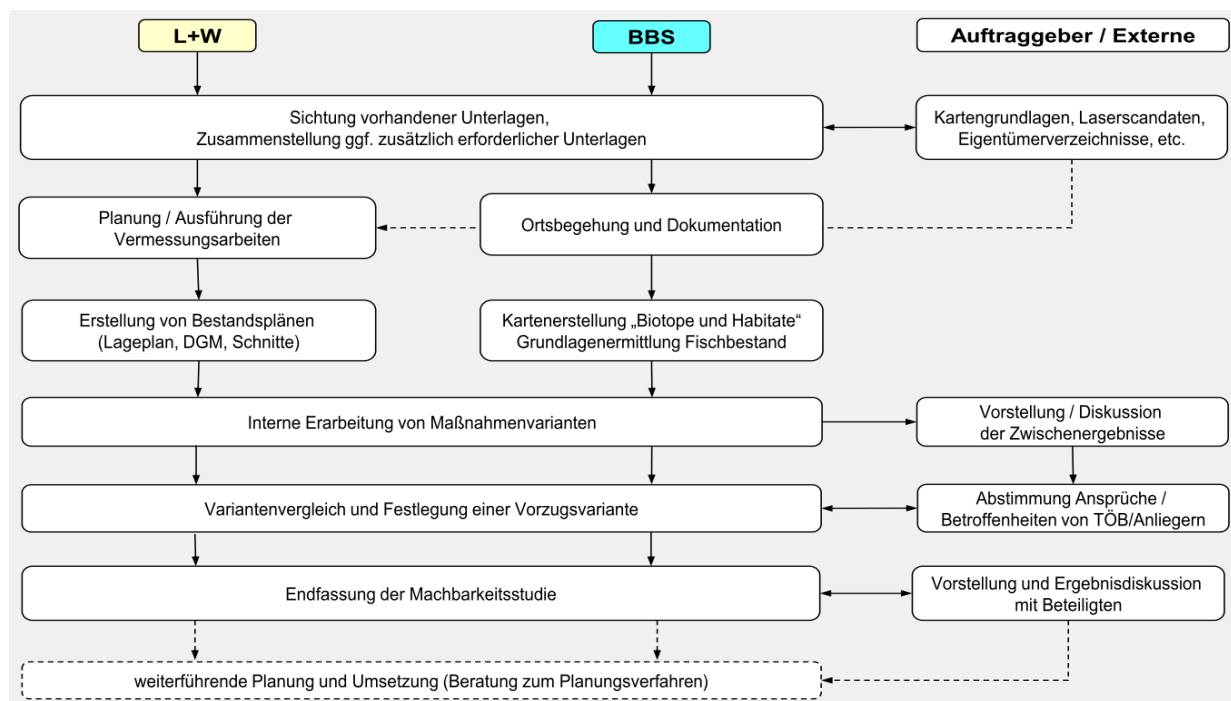 L+W
BBS
Auftraggeber / Externe
Sichtung vorhandener Unterlagen,
Zusammenstellung ggf. zusätzlich erforderlicher Unterlagen
Kartengrundlagen, Laserscandaten,
Eigentümerverzeichnisse, etc.
Planung / Ausführung der
Vermessungsarbeiten
Ortsbegehung und Dokumentation
Erstellung von Bestandsplänen
(Lageplan, DGM, Schnitte)
Kartenerstellung „Biotope und Habitate“
Grundlagenermittlung Fischbestand
Interne Erarbeitung von Maßnahmenvarianten
Vorstellung / Diskussion
der Zwischenergebnisse
Variantenvergleich und Festlegung einer Vorzugsvariante
Abstimmung Ansprüche /
Betroffenheiten von TÖB/Anliegern
Endfassung der Machbarkeitsstudie
Vorstellung und Ergebnisdiskussion
mit Beteiligten
weiterführende Planung und Umsetzung (Beratung zum Planungsverfahren)